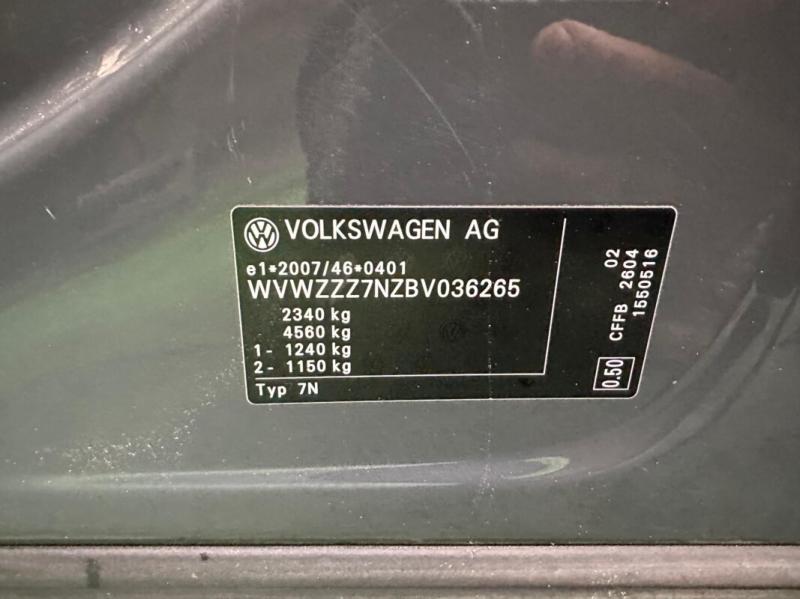 VOLKSWAGEN AG
e1*2007/46*0401
WVWZZZ7NZBV036265
2340 kg
4560 kg
1- 1240 kg
2- 1150 kg
Typ 7N
02
CFFB 2604
1550516
0.50